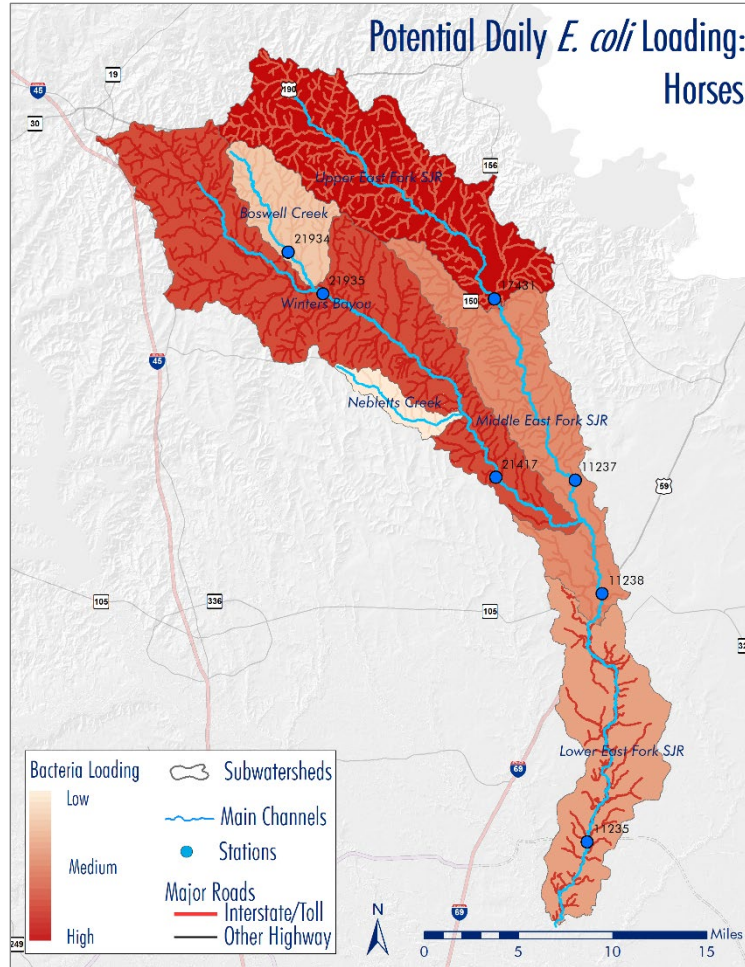 Potential Daily E. coli Loading:
Horses
19
45
190
30
156
Upper East Fork SJR
Boswell Creek
21934
21935
Winters Bayou
17431
150
45
Nebletts Creek
Middle East Fork SJR
21417
11237
59
11238
105
336
105
Lower East Fork SJR
69
11235
69
249
Bacteria Loading
Low
Medium
High
Subwatersheds
Main Channels
Stations
Major Roads
Interstate/Toll
Other Highway
N
Miles
0 5 10 15